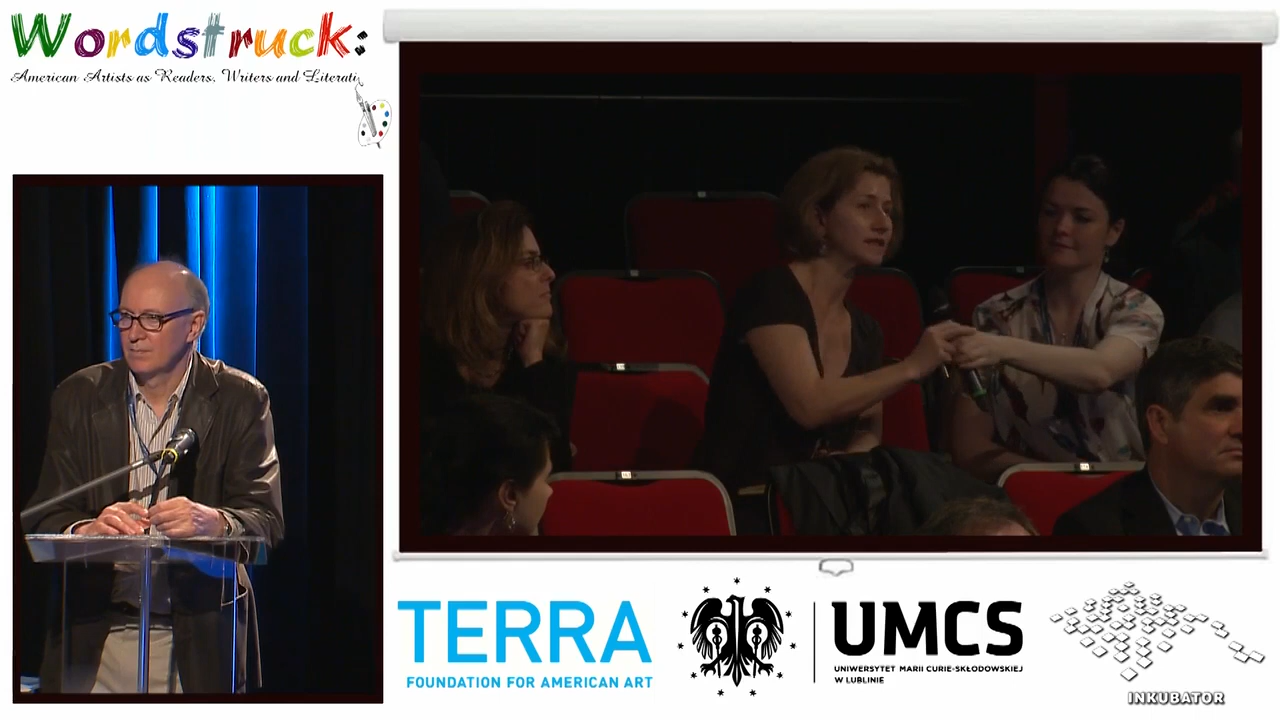 Wordstruck:
American Artists as Readers, Writers and Literati
TERRA
FOUNDATION FOR AMERICAN ART
UMCS
UNIWERSYTET MARII CURIE-SKŁODOWSKIEJ
W LUBLINIE
INKUBATOR